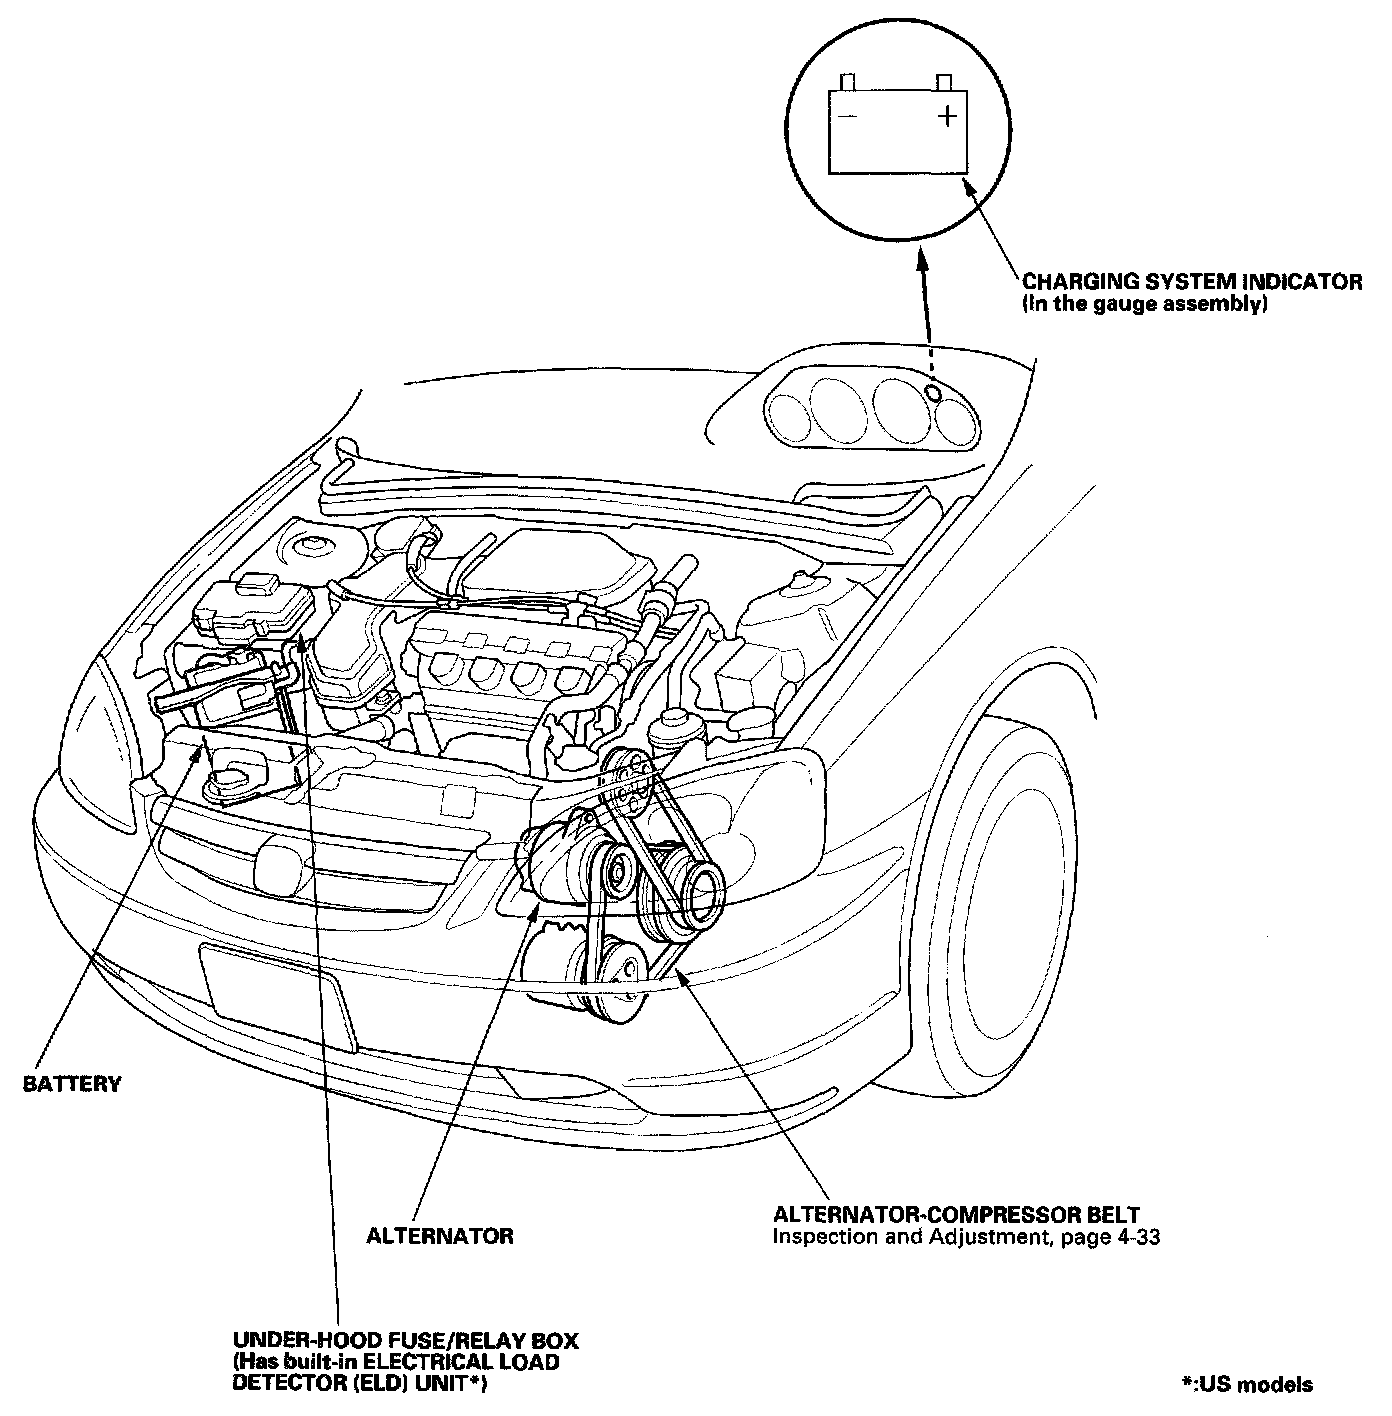 − +
CHARGING SYSTEM INDICATOR
(In the gauge assembly)
BATTERY
ALTERNATOR
ALTERNATOR-COMPRESSOR BELT
Inspection and Adjustment, page 4-33
UNDER-HOOD FUSE/RELAY BOX
(Has built-in ELECTRICAL LOAD
DETECTOR (ELD) UNIT*)
*:US models